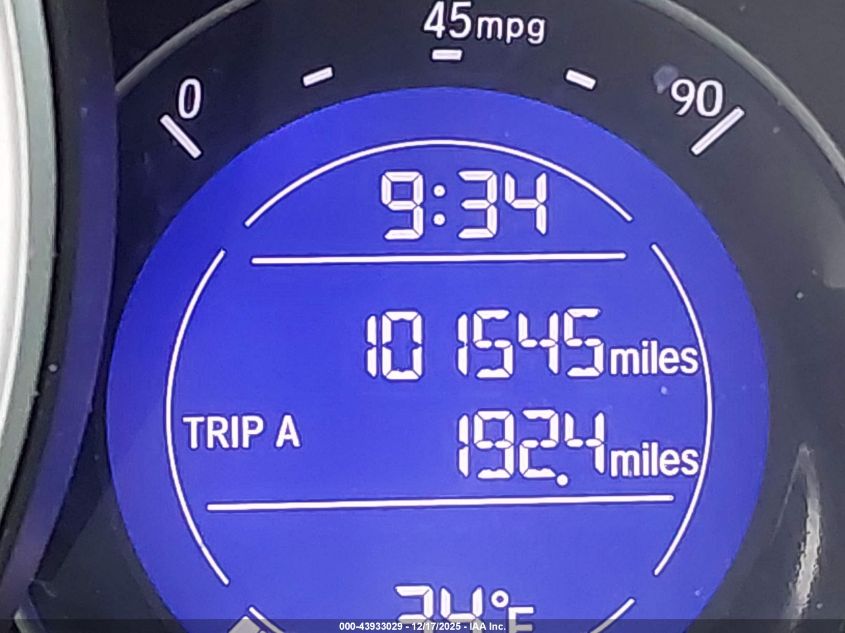 45mpg
0
90
9:34
101545miles
TRIP A 192.4miles
000-43933029 - 12/17/2025 - IAA Inc.